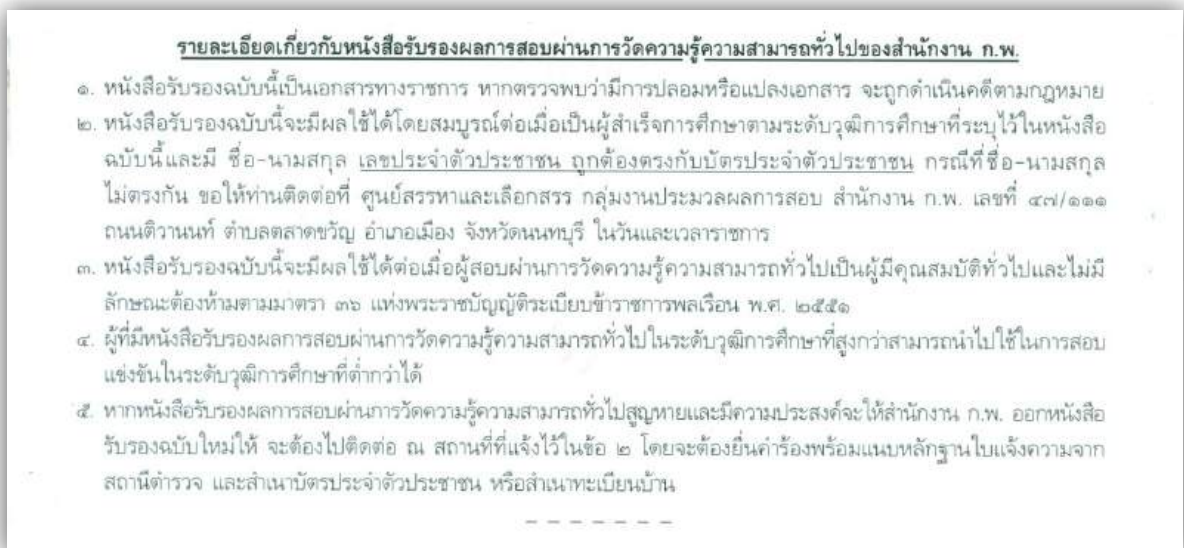 รายละเอียดเกี่ยวกับหนังสือรับรองผลการสอบผ่านการวัดความรู้ความสามารถทั่วไปของสำนักงาน ก.พ.
๑. หนังสือรับรองฉบับนี้เป็นเอกสารทางราชการ หากตรวจพบว่ามีการปลอมหรือแปลงเอกสาร จะถูกดำเนินคดีตามกฎหมาย
๒. หนังสือรับรองฉบับนี้จะมีผลใช้ได้โดยสมบูรณ์ต่อเมื่อเป็นผู้สำเร็จการศึกษาตามระดับวุฒิการศึกษาที่ระบุไว้ในหนังสือ
ฉบับนี้และมี ชื่อ-นามสกุล เลขประจำตัวประชาชน ถูกต้องตรงกับบัตรประจำตัวประชาชน กรณีที่ชื่อ-นามสกุล
ไม่ตรงกัน ขอให้ท่านติดต่อที่ ศูนย์สรรหาและเลือกสรร กลุ่มงานประมวลผลการสอบ สำนักงาน ก.พ. เลขที่ ๔๗/๑๑๑
ถนนติวานนท์ ตำบลตลาดขวัญ อำเภอเมือง จังหวัดนนทบุรี ในวันและเวลาราชการ
๓. หนังสือรับรองฉบับนี้จะมีผลใช้ได้ต่อเมื่อผู้สอบผ่านการวัดความรู้ความสามารถทั่วไปเป็นผู้มีคุณสมบัติทั่วไปและไม่มี
ลักษณะต้องห้ามตามมาตรา ๓๖ แห่งพระราชบัญญัติระเบียบข้าราชการพลเรือน พ.ศ. ๒๕๕๑
๔. ผู้ที่มีหนังสือรับรองผลการสอบผ่านการวัดความรู้ความสามารถทั่วไปในระดับวุฒิการศึกษาที่สูงกว่าสามารถนำไปใช้ในการสอบ
แข่งขันในระดับวุฒิการศึกษาที่ต่ำกว่าได้
๕. หากหนังสือรับรองผลการสอบผ่านการวัดความรู้ความสามารถทั่วไปสูญหายและมีความประสงค์จะให้สำนักงาน ก.พ. ออกหนังสือ
รับรองฉบับใหม่ให้ จะต้องไปติดต่อ ณ สถานที่ที่แจ้งไว้ในข้อ ๒ โดยจะต้องยื่นคำร้องพร้อมแนบหลักฐานใบแจ้งความจาก
สถานีตำรวจ และสำเนาบัตรประจำตัวประชาชน หรือสำเนาทะเบียนบ้าน
- - - - - - -